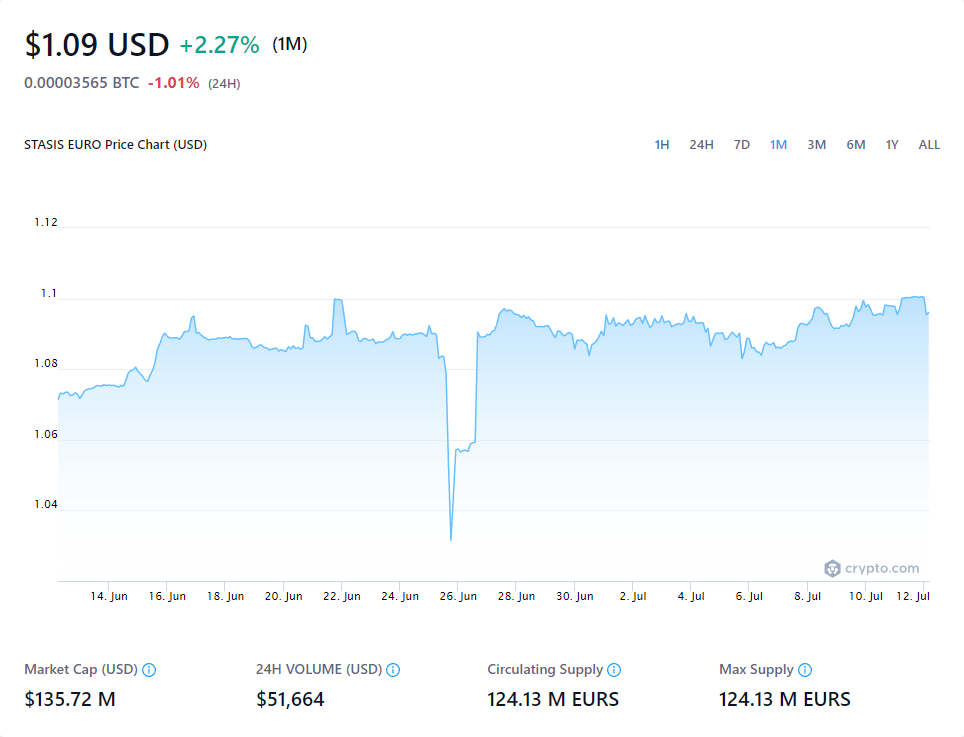 $1.09 USD +2.27% (1M)
0.00003565 BTC -1.01% (24H)
STASIS EURO Price Chart (USD) 1H 24H 7D 1M 3M 6M 1Y ALL
1.12
1.1
1.08
1.06
1.04
crypto.com
14. Jun 16. Jun 18. Jun 20. Jun 22. Jun 24. Jun 26. Jun 28. Jun 30. Jun 2. Jul 4. Jul 6. Jul 8. Jul 10. Jul 12. Jul
Market Cap (USD) 24H VOLUME (USD) Circulating Supply Max Supply
$135.72 M $51,664 124.13 M EURS 124.13 M EURS